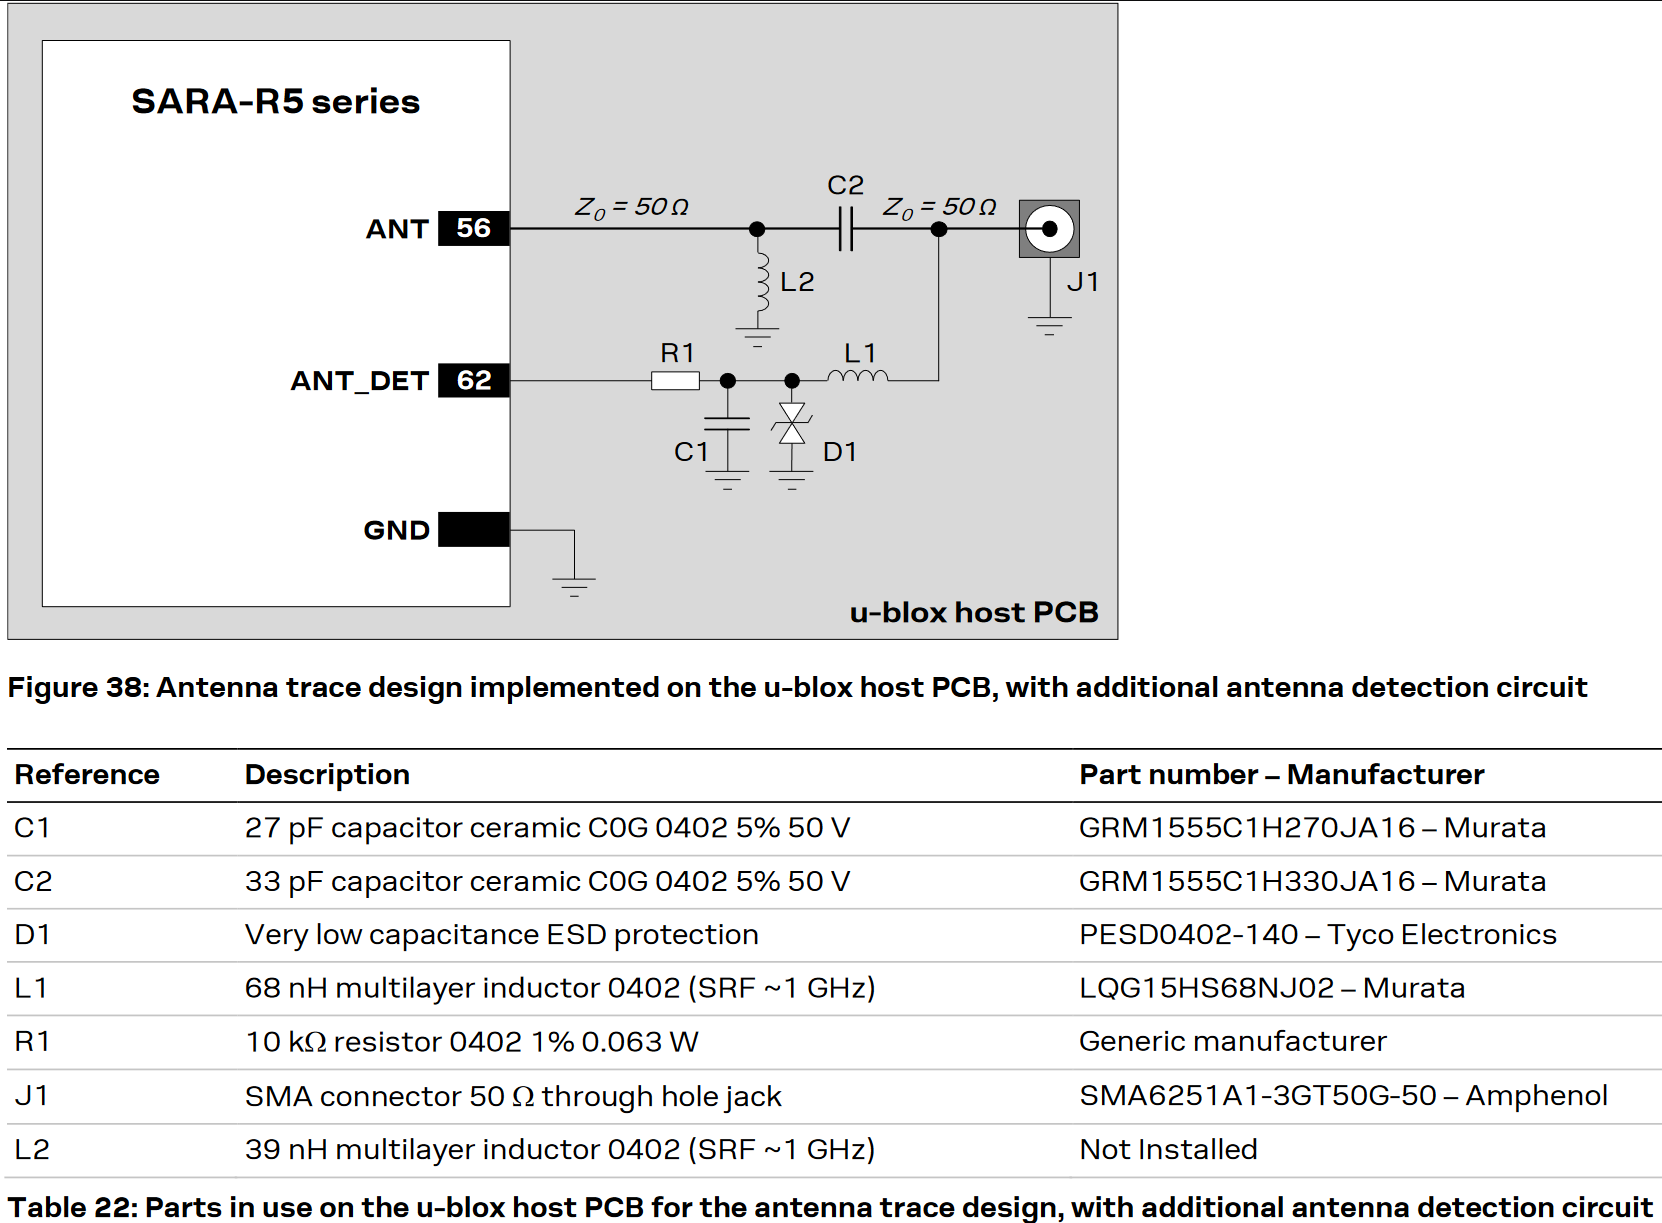 SARA-R5 series
C2
Z0 = 50 Ω
Z0 = 50 Ω
ANT 56
L2
J1
R1
L1
ANT_DET 62
C1
D1
GND
u-blox host PCB
Figure 38: Antenna trace design implemented on the u-blox host PCB, with additional antenna detection circuit
Reference Description Part number – Manufacturer
C1 27 pF capacitor ceramic C0G 0402 5% 50 V GRM1555C1H270JA16 – Murata
C2 33 pF capacitor ceramic C0G 0402 5% 50 V GRM1555C1H330JA16 – Murata
D1 Very low capacitance ESD protection PESD0402-140 – Tyco Electronics
L1 68 nH multilayer inductor 0402 (SRF ~1 GHz) LQG15HS68NJ02 – Murata
R1 10 kΩ resistor 0402 1% 0.063 W Generic manufacturer
J1 SMA connector 50 Ω through hole jack SMA6251A1-3GT50G-50 – Amphenol
L2 39 nH multilayer inductor 0402 (SRF ~1 GHz) Not Installed
Table 22: Parts in use on the u-blox host PCB for the antenna trace design, with additional antenna detection circuit